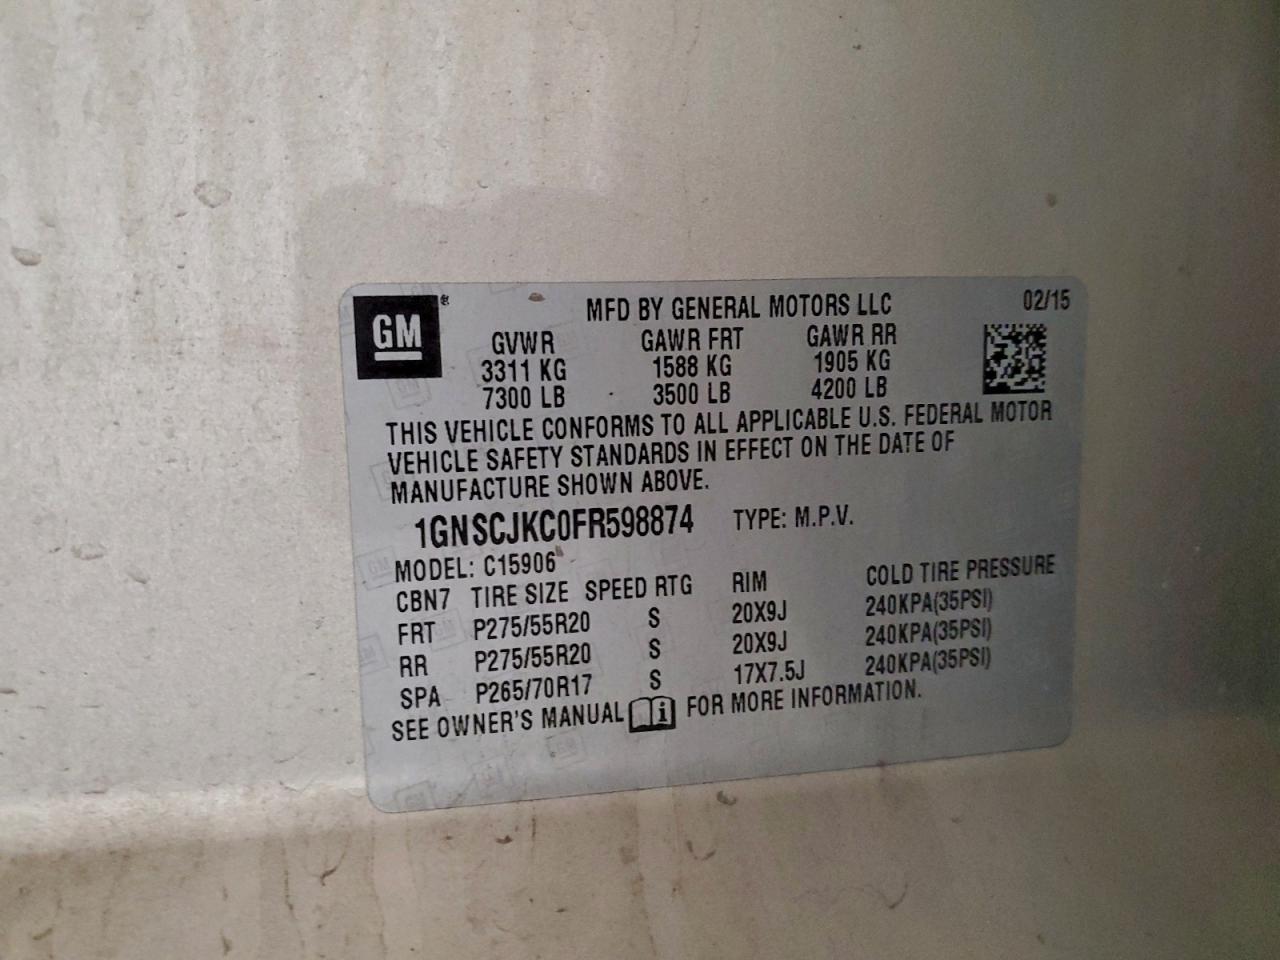 GM®
MFD BY GENERAL MOTORS LLC 02/15
GVWR GAWR FRT GAWR RR
3311 KG 1588 KG 1905 KG
7300 LB 3500 LB 4200 LB
THIS VEHICLE CONFORMS TO ALL APPLICABLE U.S. FEDERAL MOTOR
VEHICLE SAFETY STANDARDS IN EFFECT ON THE DATE OF
MANUFACTURE SHOWN ABOVE.
1GNSCJKC0FR598874 TYPE: M.P.V.
MODEL: C15906
CBN7 TIRE SIZE SPEED RTG RIM COLD TIRE PRESSURE
FRT P275/55R20 S 20X9J 240KPA(35PSI)
RR P275/55R20 S 20X9J 240KPA(35PSI)
SPA P265/70R17 S 17X7.5J 240KPA(35PSI)
SEE OWNER'S MANUAL i FOR MORE INFORMATION.